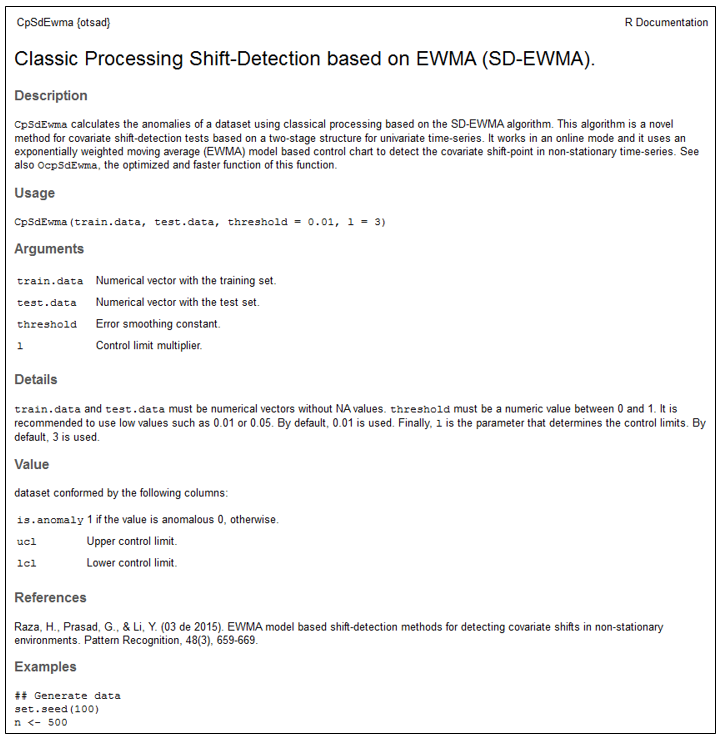 CpSdEwma {otsad} R Documentation
Classic Processing Shift-Detection based on EWMA (SD-EWMA).
Description
CpSdEwma calculates the anomalies of a dataset using classical processing based on the SD-EWMA algorithm. This algorithm is a novel
method for covariate shift-detection tests based on a two-stage structure for univariate time-series. It works in an online mode and it uses an
exponentially weighted moving average (EWMA) model based control chart to detect the covariate shift-point in non-stationary time-series. See
also OcpSdEwma, the optimized and faster function of this function.
Usage
CpSdEwma(train.data, test.data, threshold = 0.01, l = 3)
Arguments
train.data Numerical vector with the training set.
test.data Numerical vector with the test set.
threshold Error smoothing constant.
l Control limit multiplier.
Details
train.data and test.data must be numerical vectors without NA values. threshold must be a numeric value between 0 and 1. It is
recommended to use low values such as 0.01 or 0.05. By default, 0.01 is used. Finally, l is the parameter that determines the control limits. By
default, 3 is used.
Value
dataset conformed by the following columns:
is.anomaly 1 if the value is anomalous 0, otherwise.
ucl Upper control limit.
lcl Lower control limit.
References
Raza, H., Prasad, G., & Li, Y. (03 de 2015). EWMA model based shift-detection methods for detecting covariate shifts in non-stationary
environments. Pattern Recognition, 48(3), 659-669.
Examples
## Generate data
set.seed(100)
n <- 500